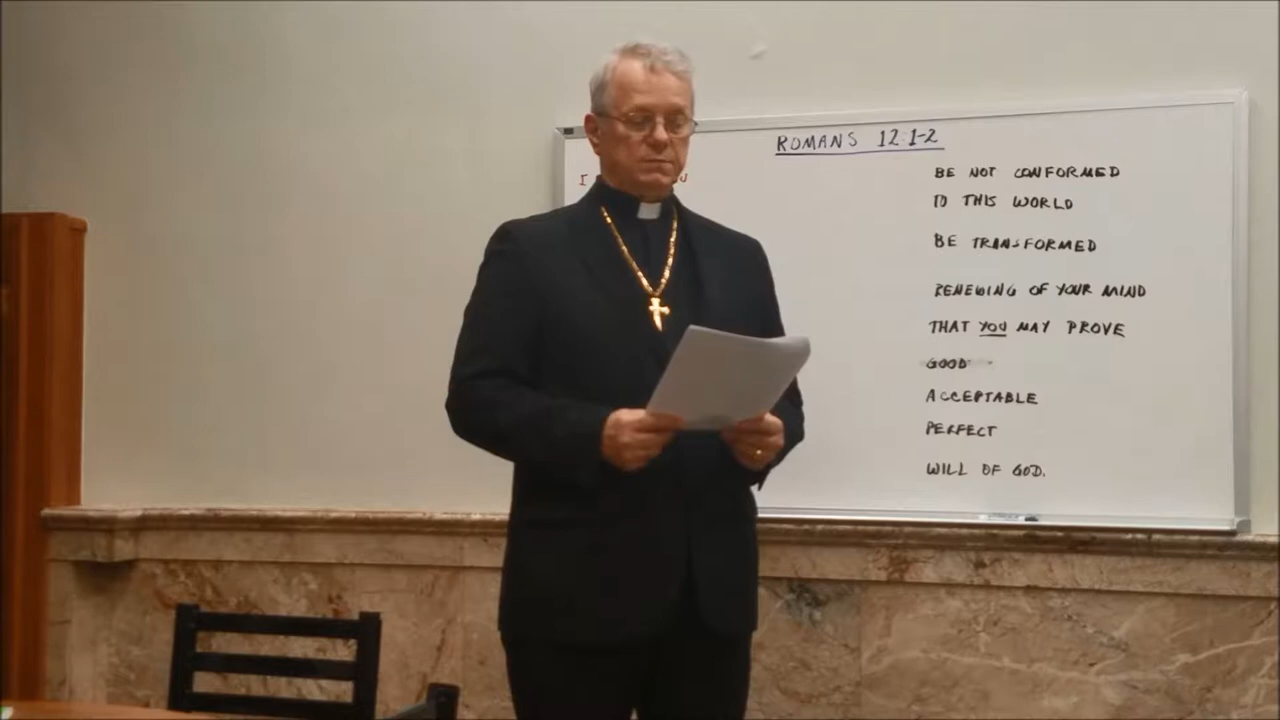 ROMANS 12:1-2
I
BE NOT CONFORMED
TO THIS WORLD
BE TRANSFORMED
RENEWING OF YOUR MIND
THAT YOU MAY PROVE
GOOD
ACCEPTABLE
PERFECT
WILL OF GOD.